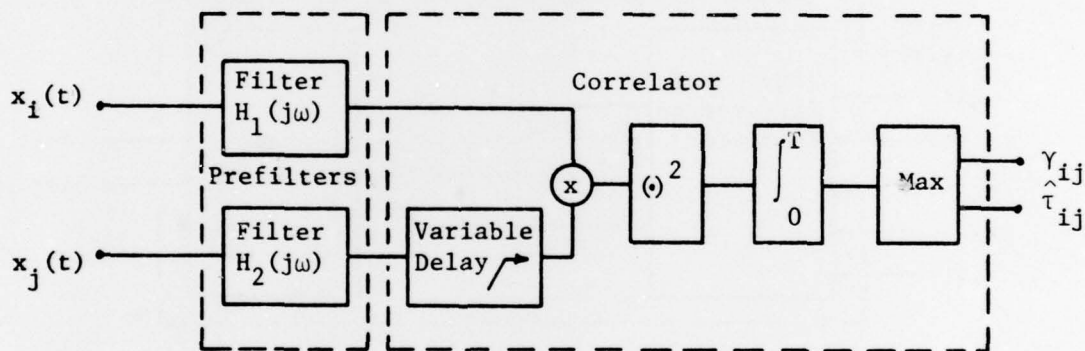 x_i(t)
Filter
H_1(jω)
Prefilters
x_j(t)
Filter
H_2(jω)
Correlator
Variable
Delay
x
(•)^2
∫_0^T
Max
γ_ij
τ̂_ij